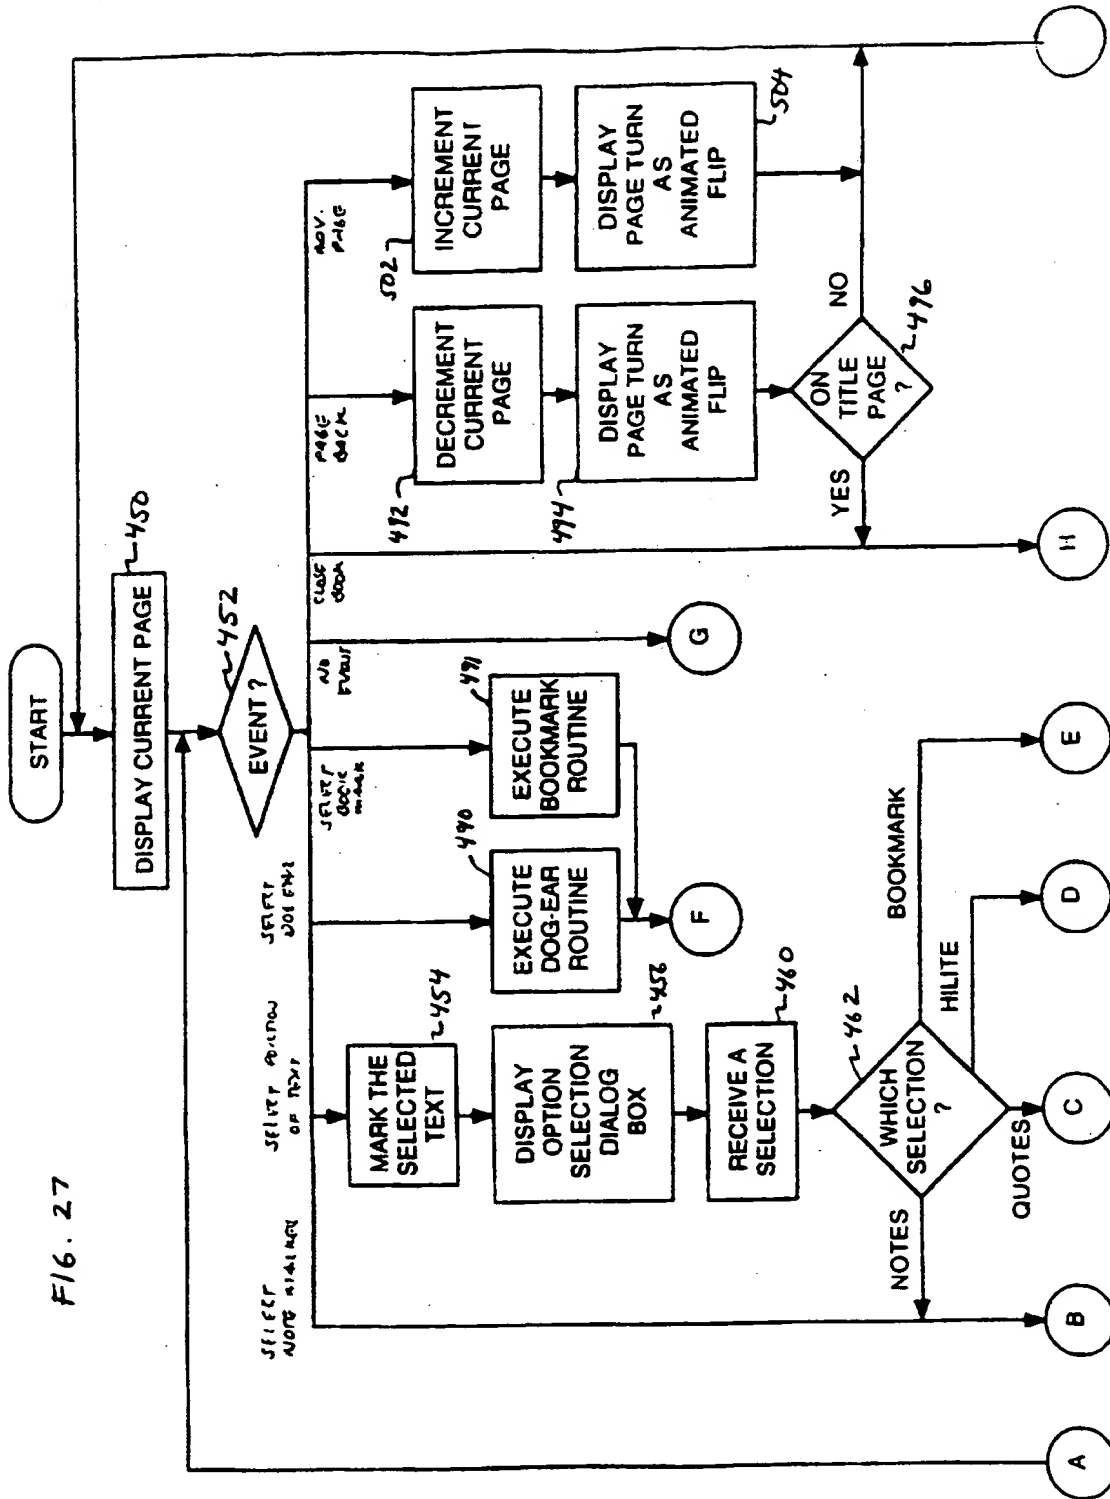 FIG. 27
START
DISPLAY CURRENT PAGE
450
EVENT ?
452
SELECT
NOTE MARKER
SELECT PORTION
OF TEXT
SELECT
DOG EAR
SELECT
BOOK
MARK
NO
EVENT
CLOSE
BOOK
PAGE
BACK
ADV.
PAGE
MARK THE
SELECTED
TEXT
454
DISPLAY
OPTION
SELECTION
DIALOG
BOX
456
RECEIVE A
SELECTION
460
WHICH
SELECTION
?
462
NOTES
QUOTES
HILITE
BOOKMARK
EXECUTE
DOG-EAR
ROUTINE
490
EXECUTE
BOOKMARK
ROUTINE
491
DECREMENT
CURRENT
PAGE
492
DISPLAY
PAGE TURN
AS
ANIMATED
FLIP
494
ON
TITLE
PAGE
?
496
YES
NO
INCREMENT
CURRENT
PAGE
502
DISPLAY
PAGE TURN
AS
ANIMATED
FLIP
504
A
B
C
D
E
F
G
H